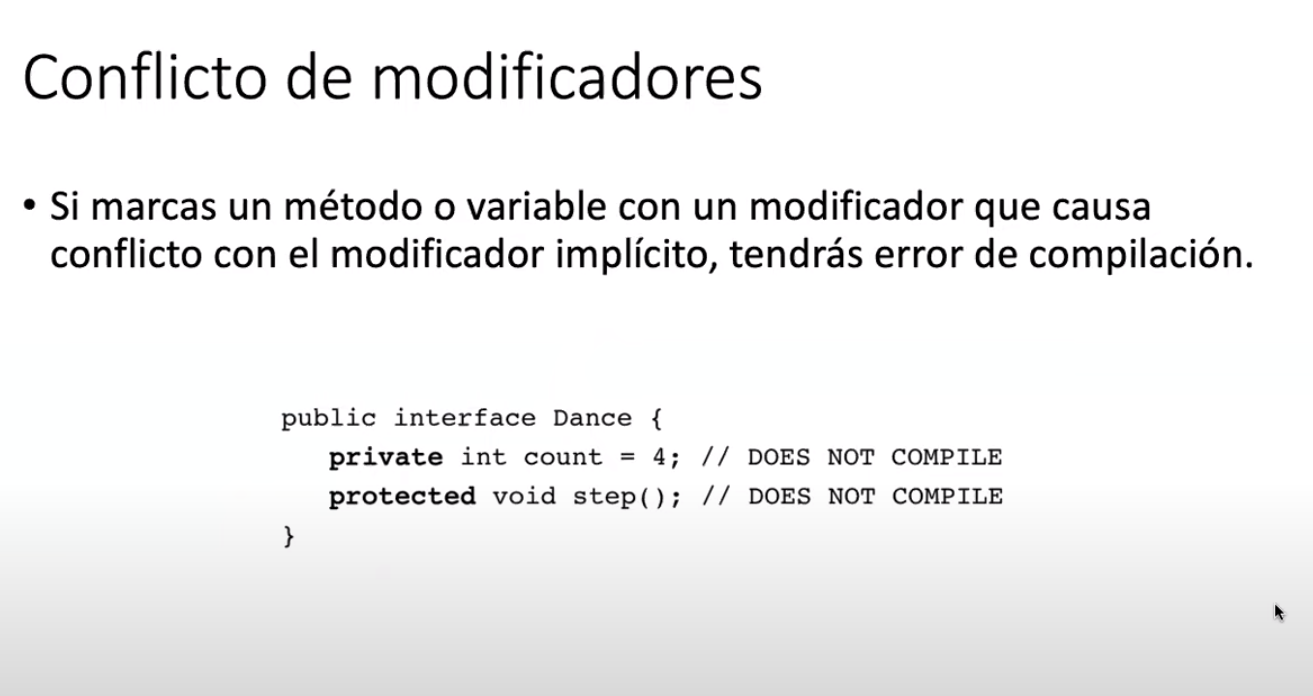 Conflicto de modificadores
• Si marcas un método o variable con un modificador que causa
conflicto con el modificador implícito, tendrás error de compilación.
public interface Dance {
private int count = 4; // DOES NOT COMPILE
protected void step(); // DOES NOT COMPILE
}